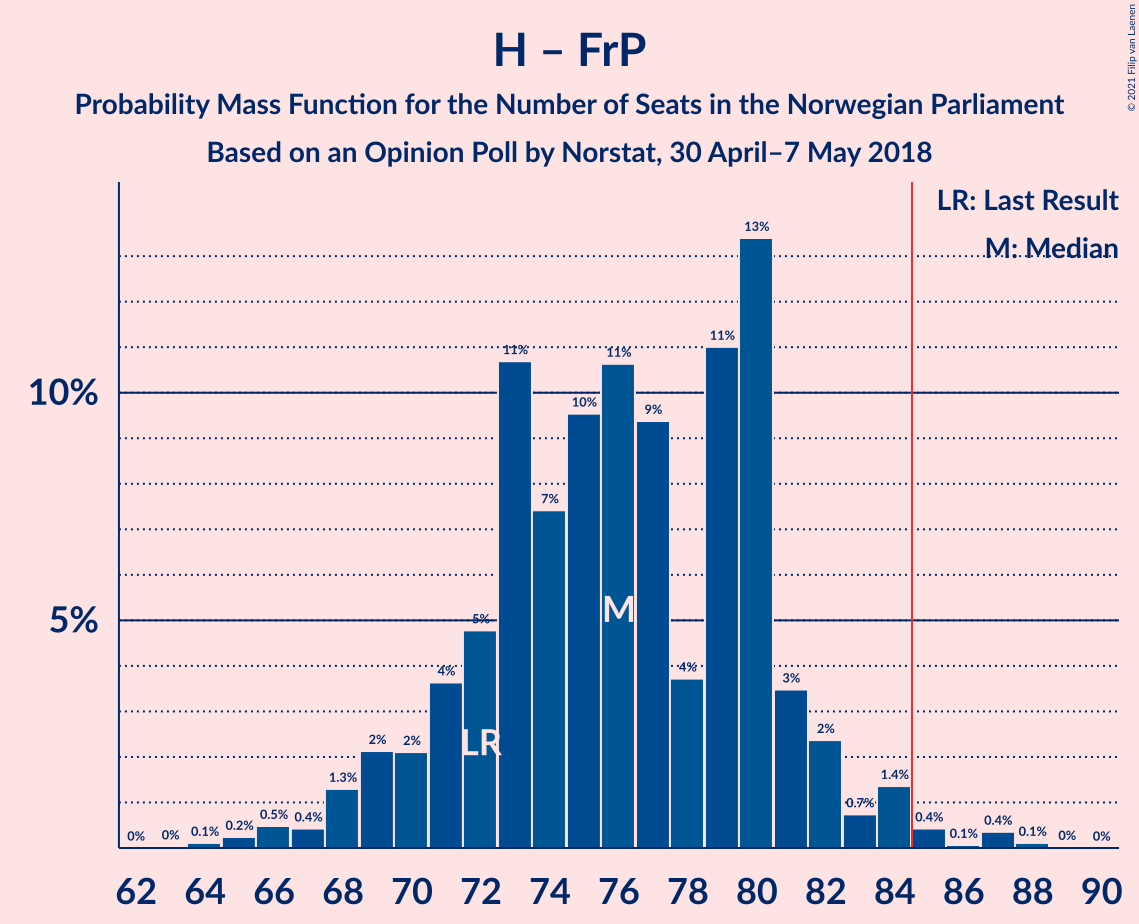 H – FrP
Probability Mass Function for the Number of Seats in the Norwegian Parliament
Based on an Opinion Poll by Norstat, 30 April–7 May 2018
© 2021 Filip van Laenen
LR: Last Result
M: Median
10%
5%
0% 0% 0.1% 0.2% 0.5% 0.4% 1.3% 2% 2% 4% 5% 11% 7% 10% 11% 9% 4% 11% 13% 3% 2% 0.7% 1.4% 0.4% 0.1% 0.4% 0.1% 0% 0%
M
LR
62 64 66 68 70 72 74 76 78 80 82 84 86 88 90